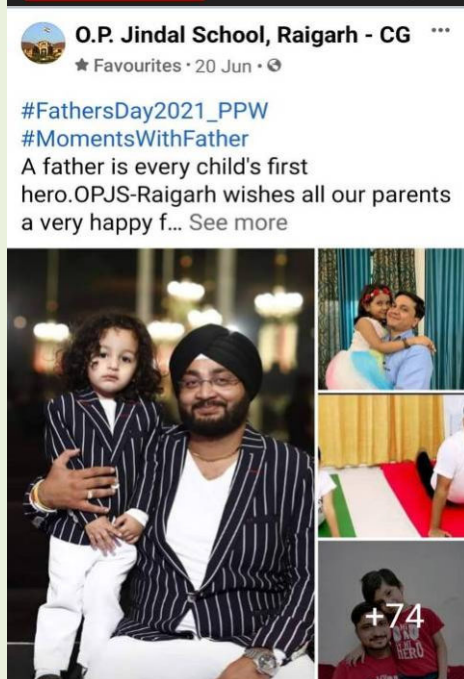 O.P. Jindal School, Raigarh - CG
Favourites · 20 Jun ·
#FathersDay2021_PPW
#MomentsWithFather
A father is every child's first
hero.OPJS-Raigarh wishes all our parents
a very happy f... See more
+74
HERO